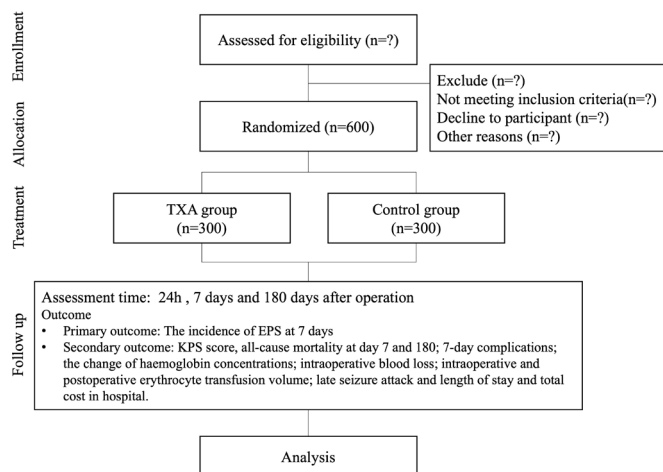 Enrollment
Assessed for eligibility (n=?)
Exclude (n=?)
Not meeting inclusion criteria(n=?)
Decline to participant (n=?)
Other reasons (n=?)
Allocation
Randomized (n=600)
Treatment
TXA group
(n=300)
Control group
(n=300)
Follow up
Assessment time: 24h , 7 days and 180 days after operation
Outcome
• Primary outcome: The incidence of EPS at 7 days
• Secondary outcome: KPS score, all-cause mortality at day 7 and 180; 7-day complications;
the change of haemoglobin concentrations; intraoperative blood loss; intraoperative and
postoperative erythrocyte transfusion volume; late seizure attack and length of stay and total
cost in hospital.
Analysis